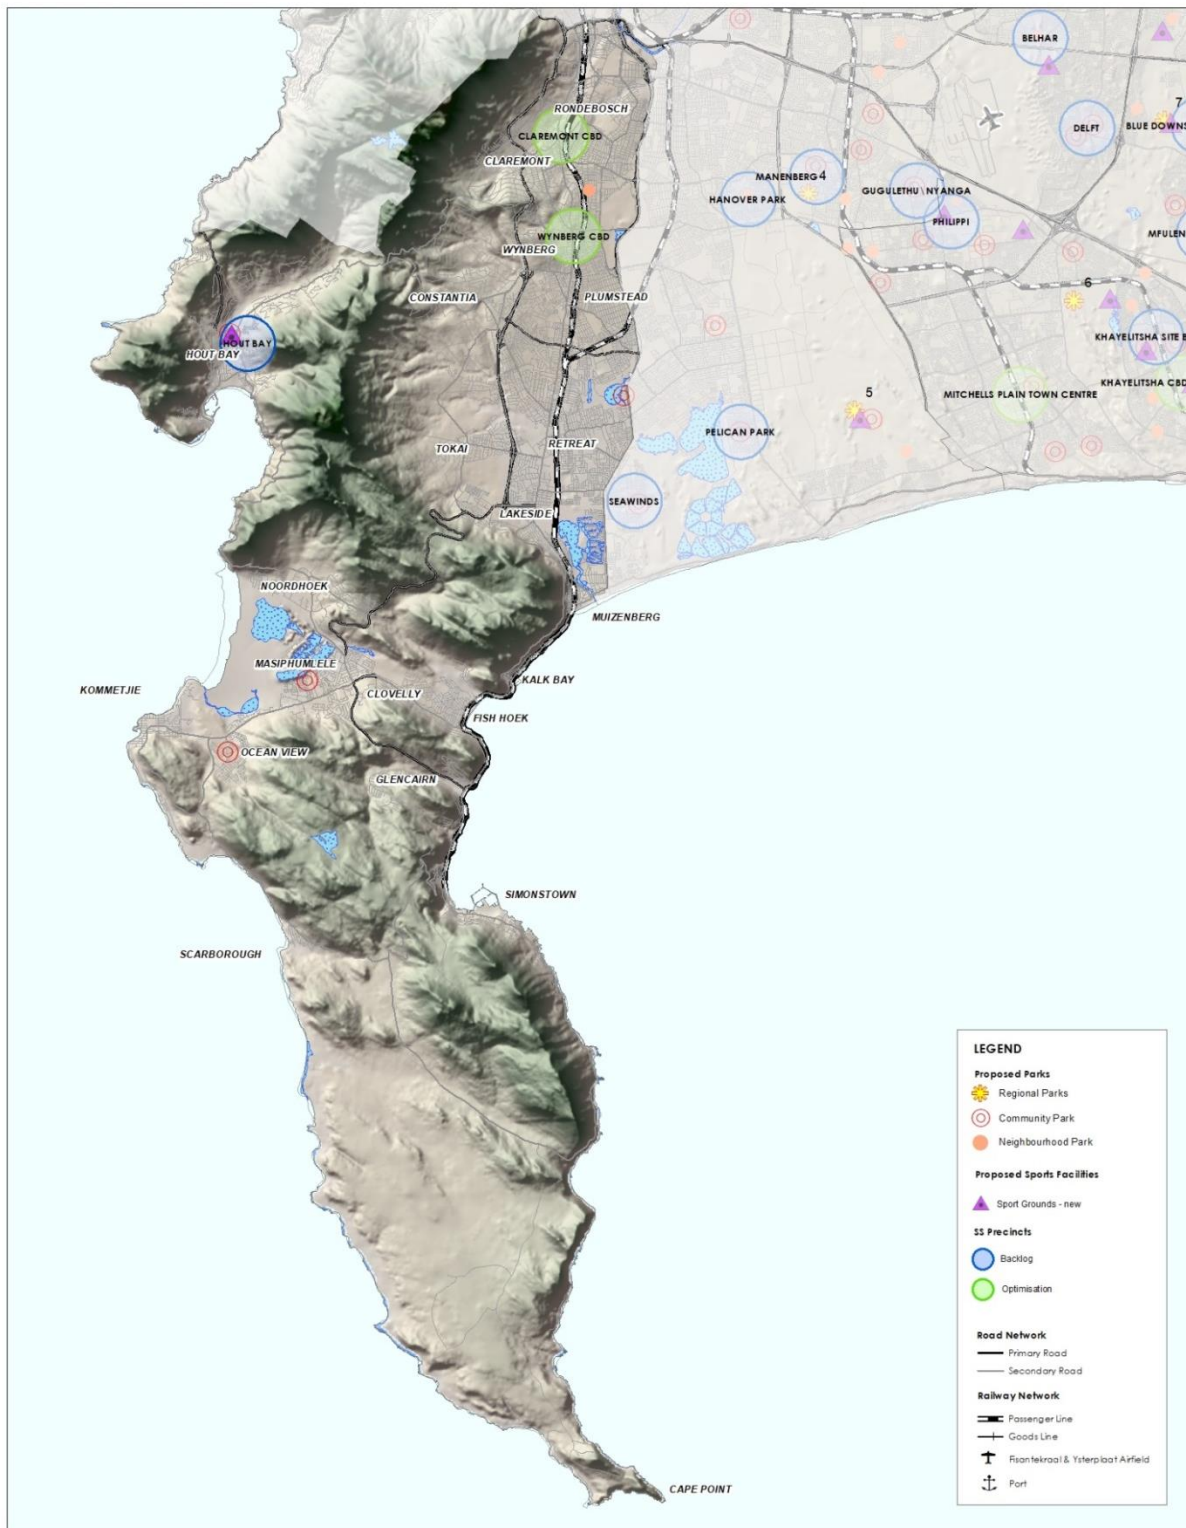 BELHAR
RONDEBOSCH
7
CLAREMONT CBD
DELFT
BLUE DOWNS
CLAREMONT
MANENBERG
4
GUGULETHU \ NYANGA
HANOVER PARK
PHILIPPI
WYNBERG CBD
MFULEN
WYNBERG
CONSTANTIA
PLUMSTEAD
6
HOUT BAY
HOUT BAY
KHAYELITSHA SITE B
KHAYELITSHA CBD
5
MITCHELLS PLAIN TOWN CENTRE
PELICAN PARK
TOKAI
RETREAT
SEAWINDS
LAKESIDE
NOORDHOEK
MUIZENBERG
MASIPHUMLELE
KALK BAY
KOMMETJIE
CLOVELLY
FISH HOEK
OCEAN VIEW
GLENCAIRN
SIMONSTOWN
SCARBOROUGH
CAPE POINT
LEGEND
Proposed Parks
Regional Parks
Community Park
Neighbourhood Park
Proposed Sports Facilities
Sport Grounds - new
SS Precincts
Backlog
Optimisation
Road Network
Primary Road
Secondary Road
Railway Network
Passenger Line
Goods Line
Fisantekraal & Ysterplaat Airfield
Port